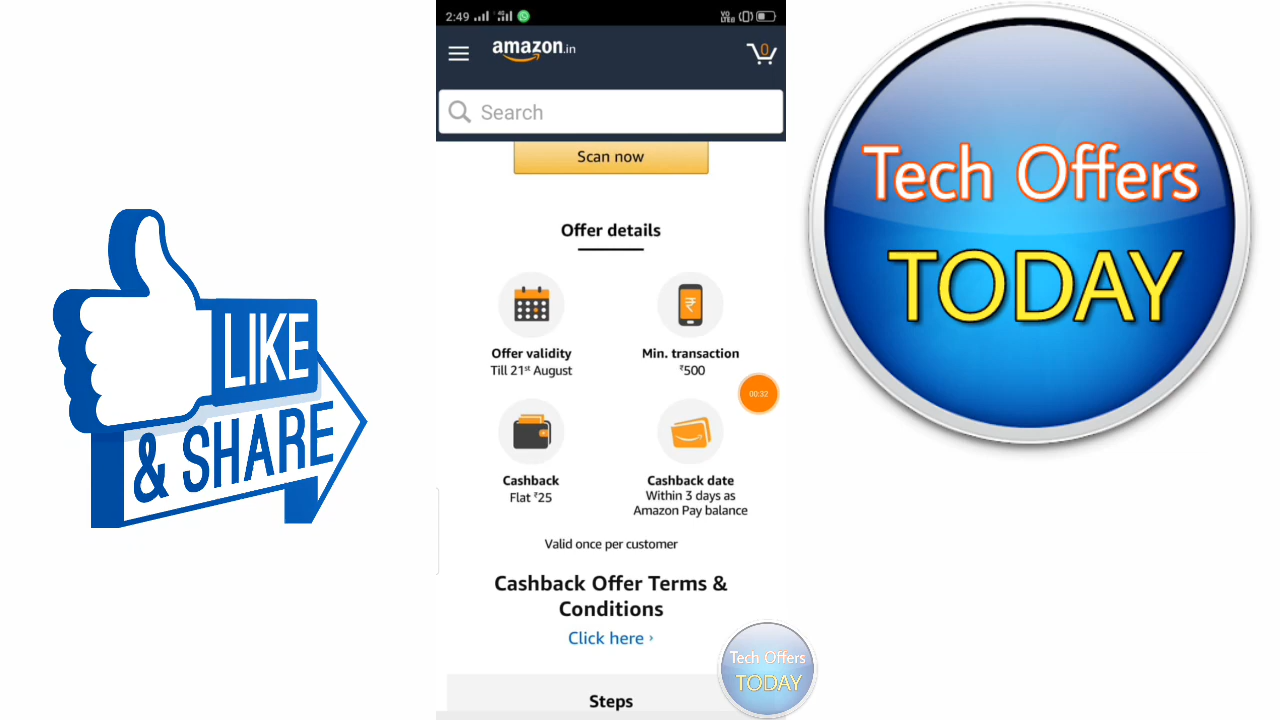 2:49
VO
LTE
amazon.in
0
Search
Scan now
Offer details
Offer validity
Till 21st August
Min. transaction
₹500
00:32
Cashback
Flat ₹25
Cashback date
Within 3 days as
Amazon Pay balance
Valid once per customer
Cashback Offer Terms &
Conditions
Click here ›
Steps
LIKE
& SHARE
Tech Offers
TODAY
Tech Offers
TODAY